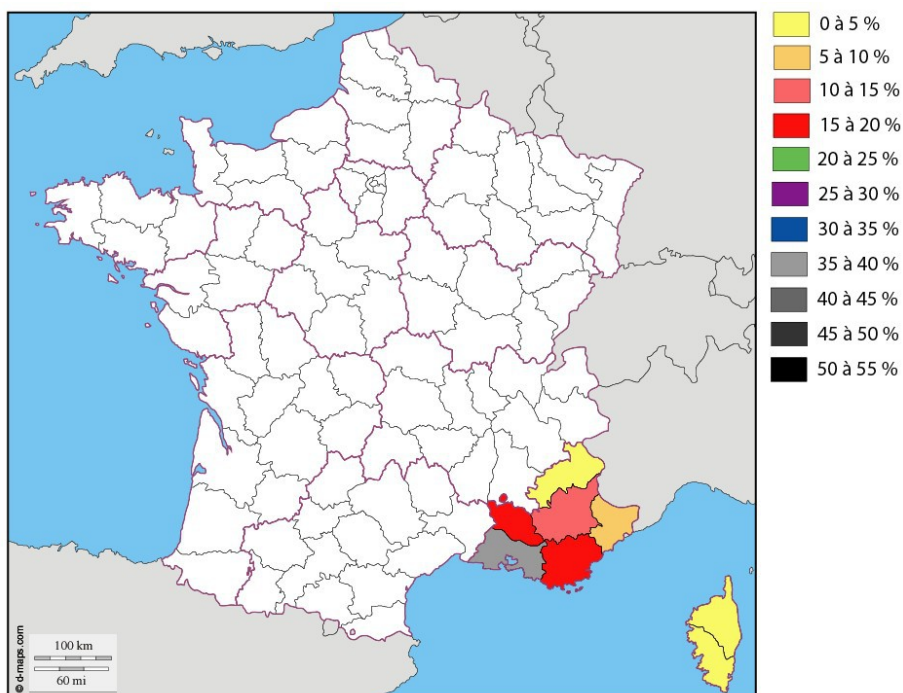 0 à 5 %
5 à 10 %
10 à 15 %
15 à 20 %
20 à 25 %
25 à 30 %
30 à 35 %
35 à 40 %
40 à 45 %
45 à 50 %
50 à 55 %
100 km
60 mi
© d-maps.com